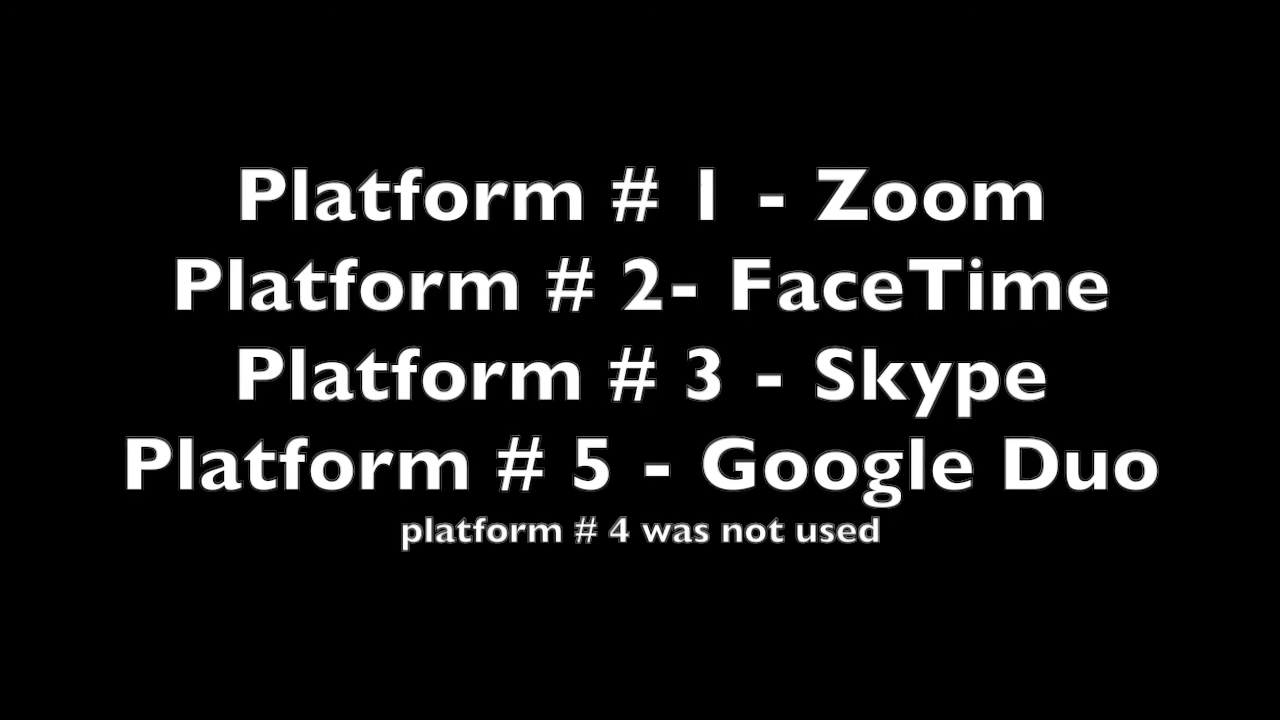 Platform # 1 - Zoom
Platform # 2- FaceTime
Platform # 3 - Skype
Platform # 5 - Google Duo
platform # 4 was not used